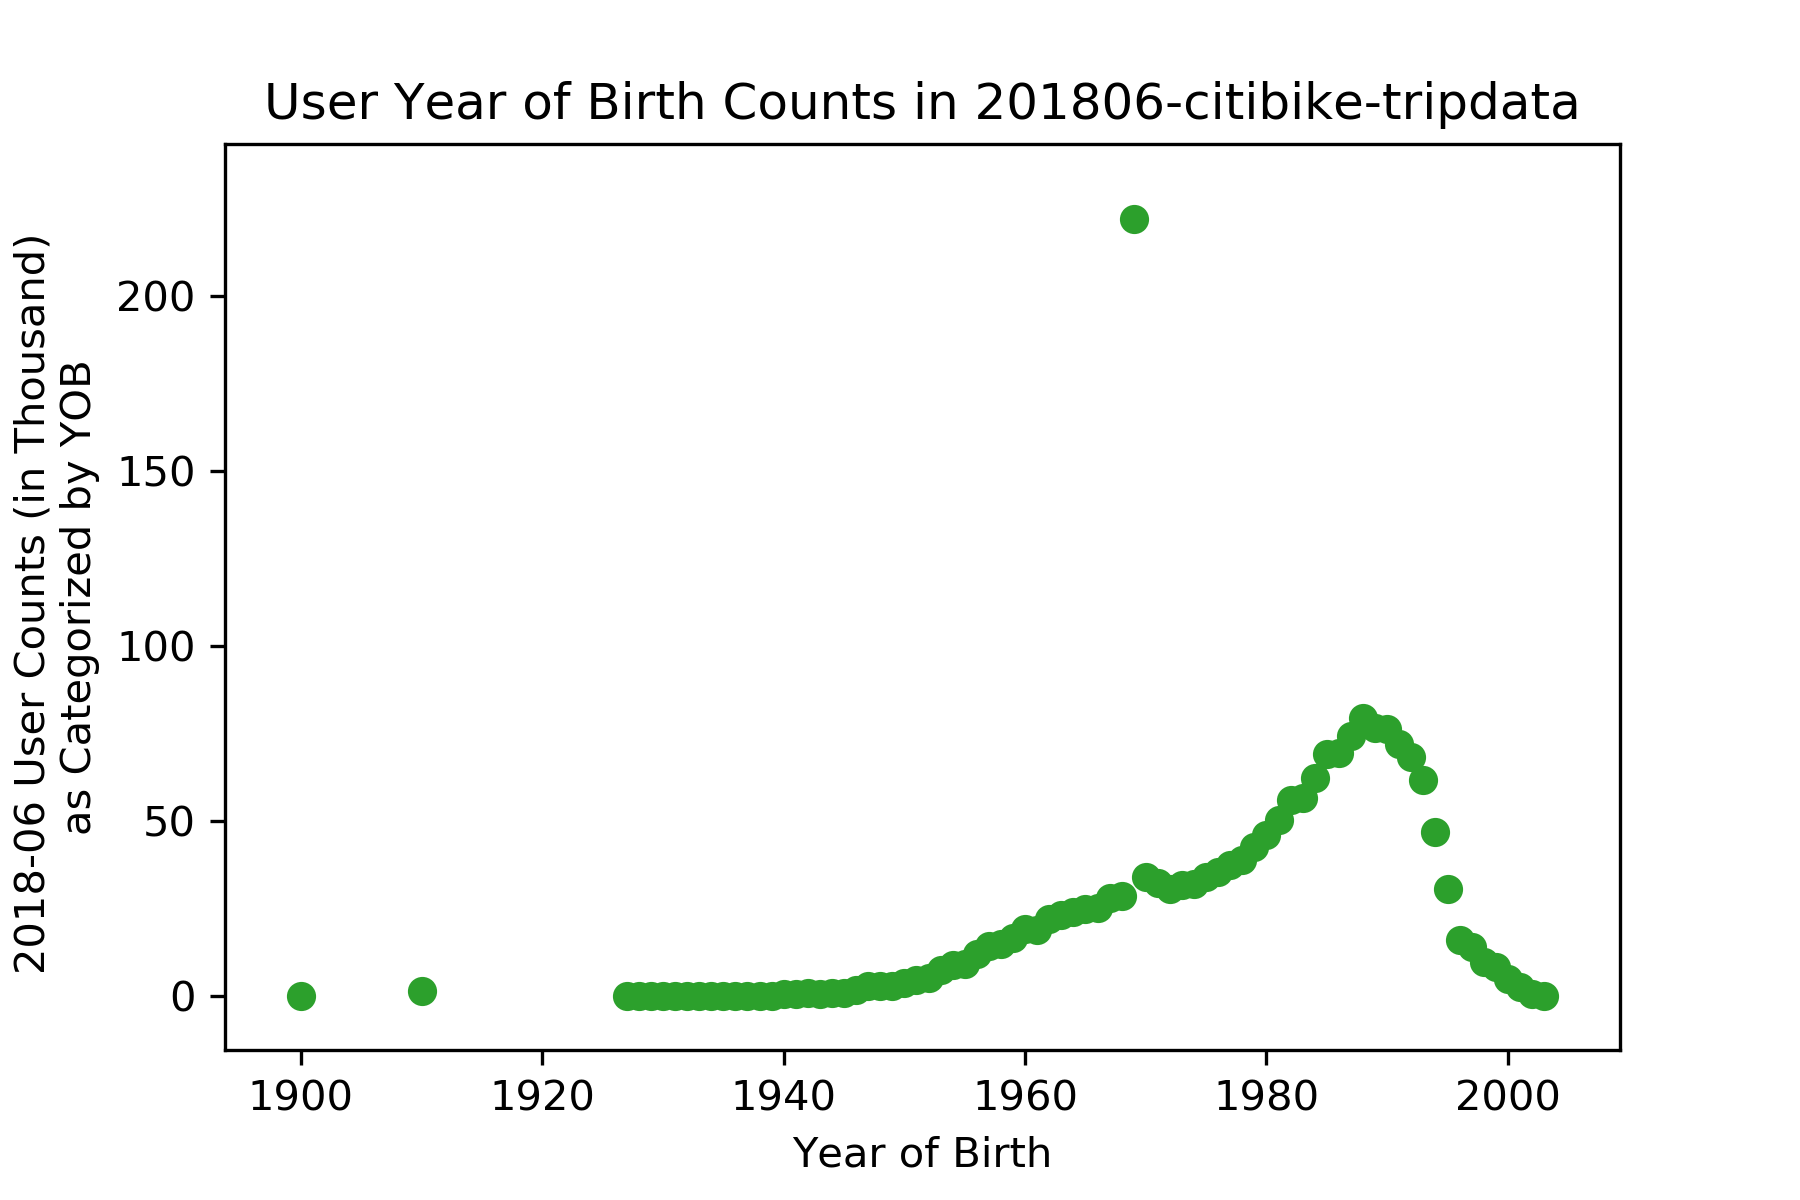 User Year of Birth Counts in 201806-citibike-tripdata
2018-06 User Counts (in Thousand)
as Categorized by YOB
200
150
100
50
0
1900 1920 1940 1960 1980 2000
Year of Birth